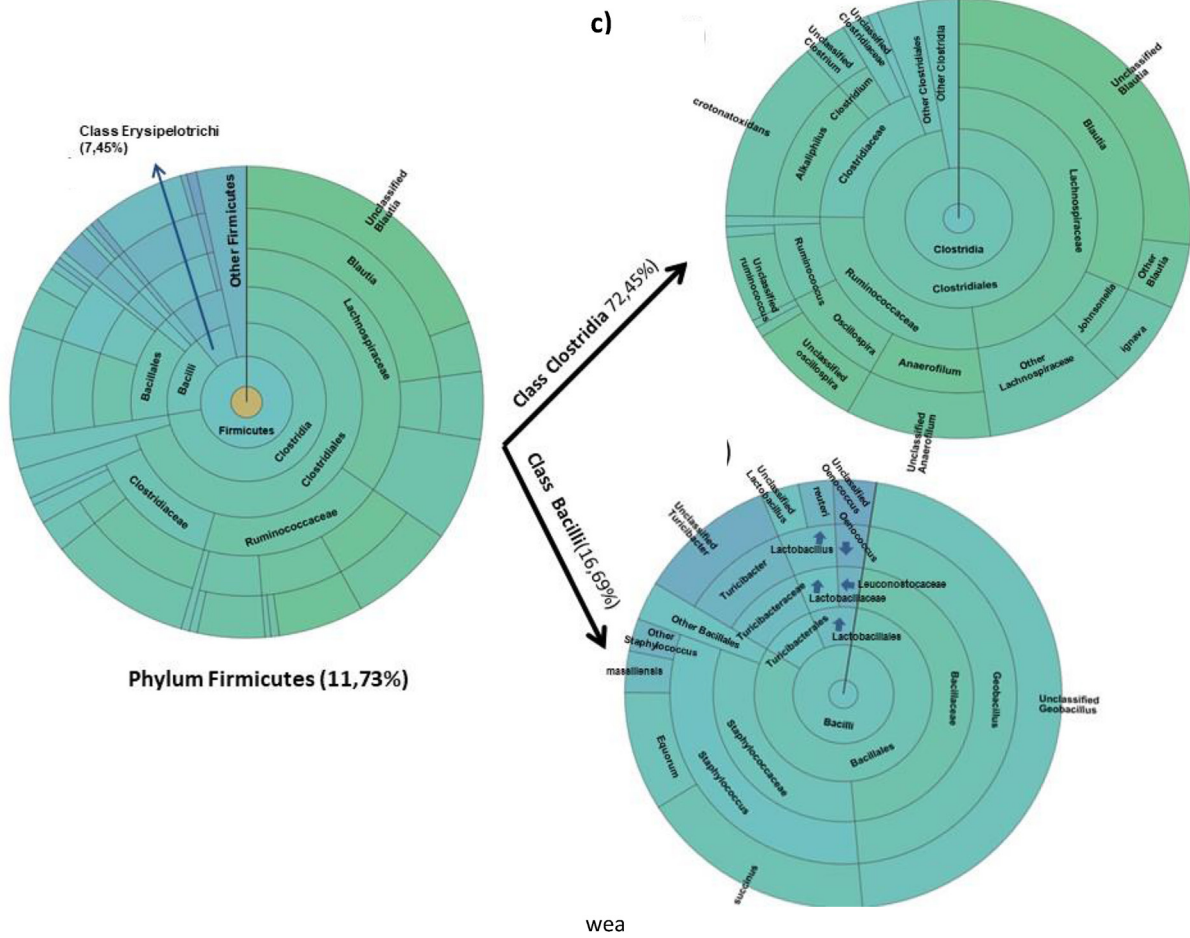 c)
Class Erysipelotrichi
(7,45%)
Other Firmicutes
Unclassified
Blautia
Blautia
Lachnospiraceae
Bacillales
Bacilli
Firmicutes
Clostridia
Clostridiales
Clostridiaceae
Ruminococcaceae
Phylum Firmicutes (11,73%)
Class Clostridia 72,45%)
Class Bacilli(16,69%)
Unclassified
Clostrium
Unclassified
Clostridiaceae
Other Clostridiales
Other Clostridia
Unclassified
Blautia
crotonatoxidans
Alkaliphilus
Clostridium
Clostridiaceae
Blautia
Lachnospiraceae
Clostridia
Clostridiales
Other
Blautia
Johnsonella
ignava
Unclassified
ruminococcus
Ruminococcus
Ruminococcaceae
Oscillospira
Unclassified
oscillospira
Anaerofilum
Other
Lachnospiraceae
Unclassified
Anaerofilum
)
Unclassified
Turicibacter
Unclassified
Lactobacillus
reuteri
Unclassified
Oenococcus
Oenococcus
Lactobacillus
Turicibacter
Leuconostocaceae
Turicibacteraceae
Lactobacillaceae
Other Bacillales
Turicibacterales
Lactobacillales
Other
Staphylococcus
massiliensis
Bacilli
Bacillales
Bacillaceae
Geobacillus
Unclassified
Geobacillus
Equorum
Staphylococcaceae
Staphylococcus
succinus
wea